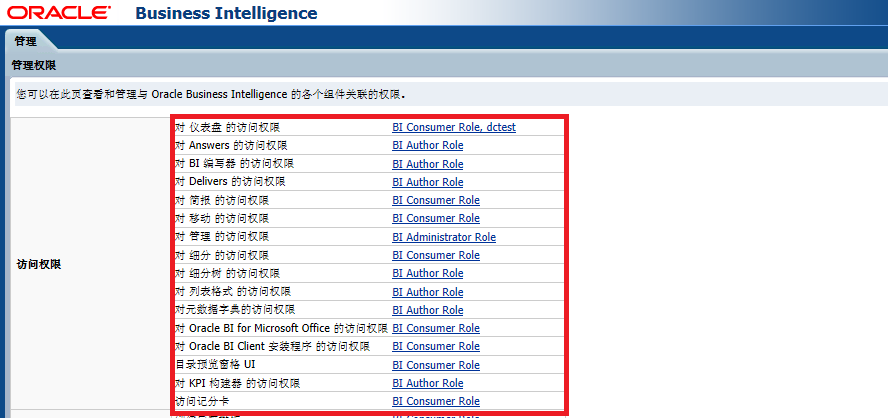 ORACLE Business Intelligence
管理
管理权限
您可以在此页查看和管理与 Oracle Business Intelligence 的各个组件关联的权限。
对 仪表盘 的访问权限 BI Consumer Role, dctest
对 Answers 的访问权限 BI Author Role
对 BI 编写器 的访问权限 BI Author Role
对 Delivers 的访问权限 BI Author Role
对 简报 的访问权限 BI Consumer Role
对 移动 的访问权限 BI Consumer Role
对 管理 的访问权限 BI Administrator Role
对 细分 的访问权限 BI Consumer Role
访问权限
对 细分树 的访问权限 BI Author Role
对 列表格式 的访问权限 BI Author Role
对元数据字典的访问权限 BI Author Role
对 Oracle BI for Microsoft Office 的访问权限 BI Consumer Role
对 Oracle BI Client 安装程序 的访问权限 BI Consumer Role
目录预览窗格 UI BI Consumer Role
对 KPI 构建器 的访问权限 BI Author Role
访问记分卡 BI Consumer Role
BI Consumer Role